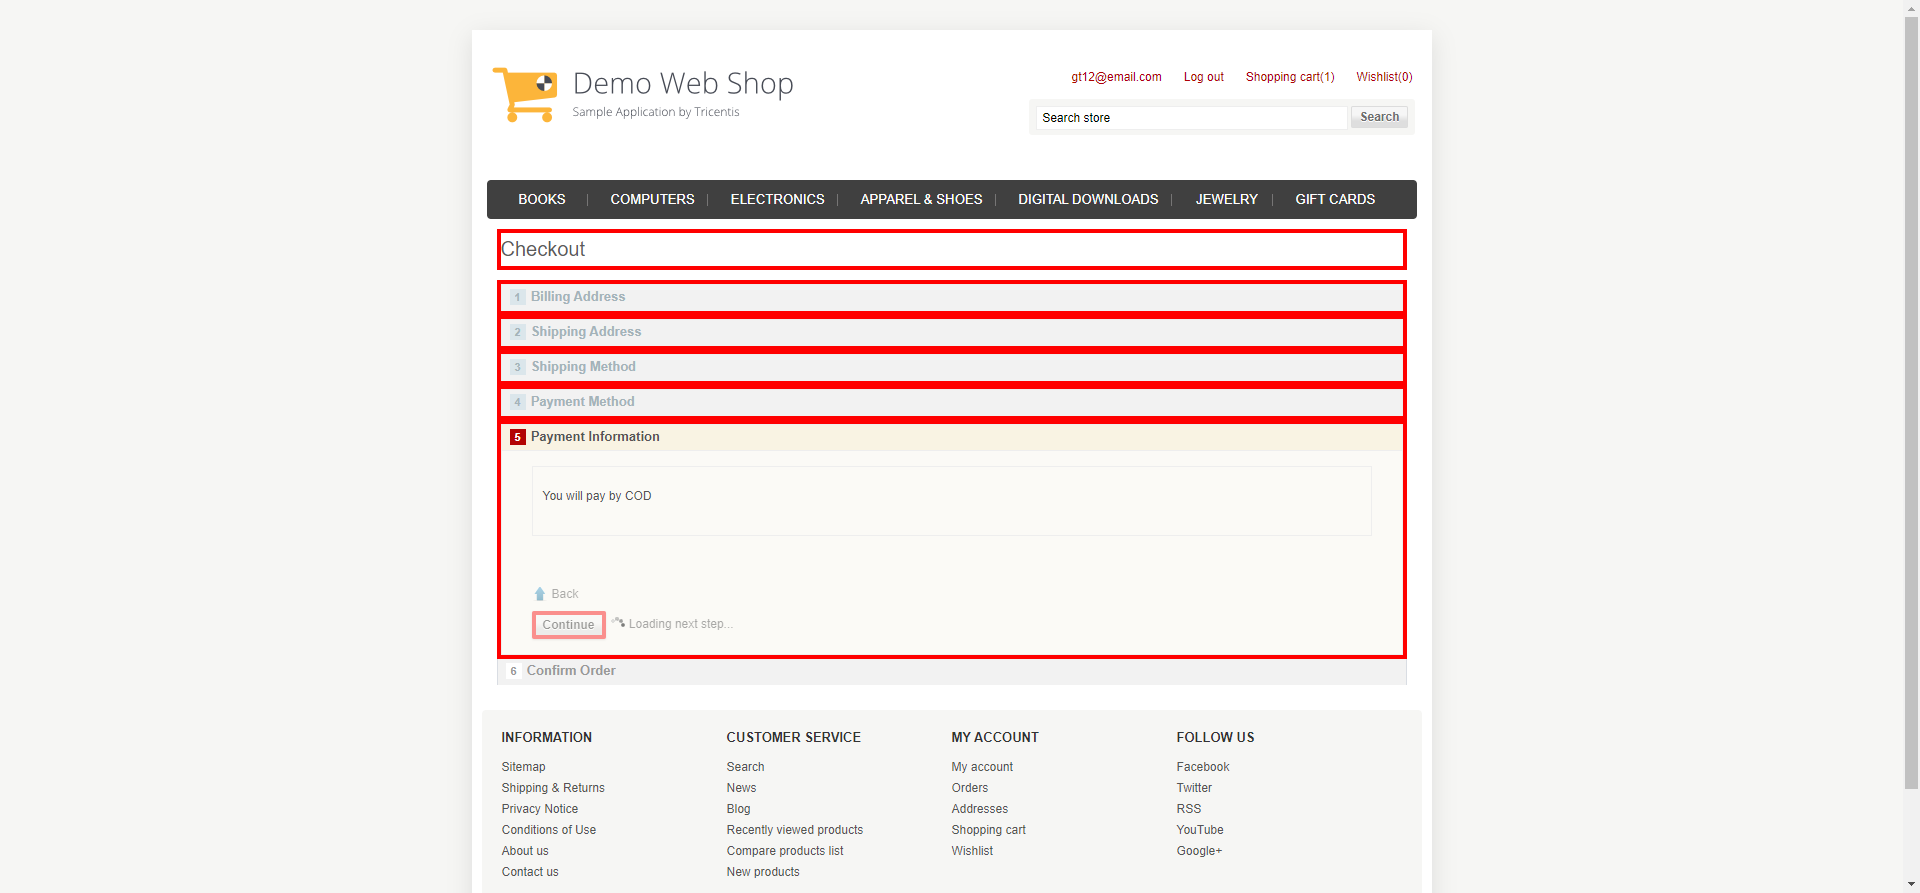 Demo Web Shop
Sample Application by Tricentis
gt12@email.com Log out Shopping cart(1) Wishlist(0)
Search store Search
BOOKS COMPUTERS ELECTRONICS APPAREL & SHOES DIGITAL DOWNLOADS JEWELRY GIFT CARDS
Checkout
1 Billing Address
2 Shipping Address
3 Shipping Method
4 Payment Method
5 Payment Information
You will pay by COD
Back
Continue Loading next step...
6 Confirm Order
INFORMATION
Sitemap
Shipping & Returns
Privacy Notice
Conditions of Use
About us
Contact us
CUSTOMER SERVICE
Search
News
Blog
Recently viewed products
Compare products list
New products
MY ACCOUNT
My account
Orders
Addresses
Shopping cart
Wishlist
FOLLOW US
Facebook
Twitter
RSS
YouTube
Google+